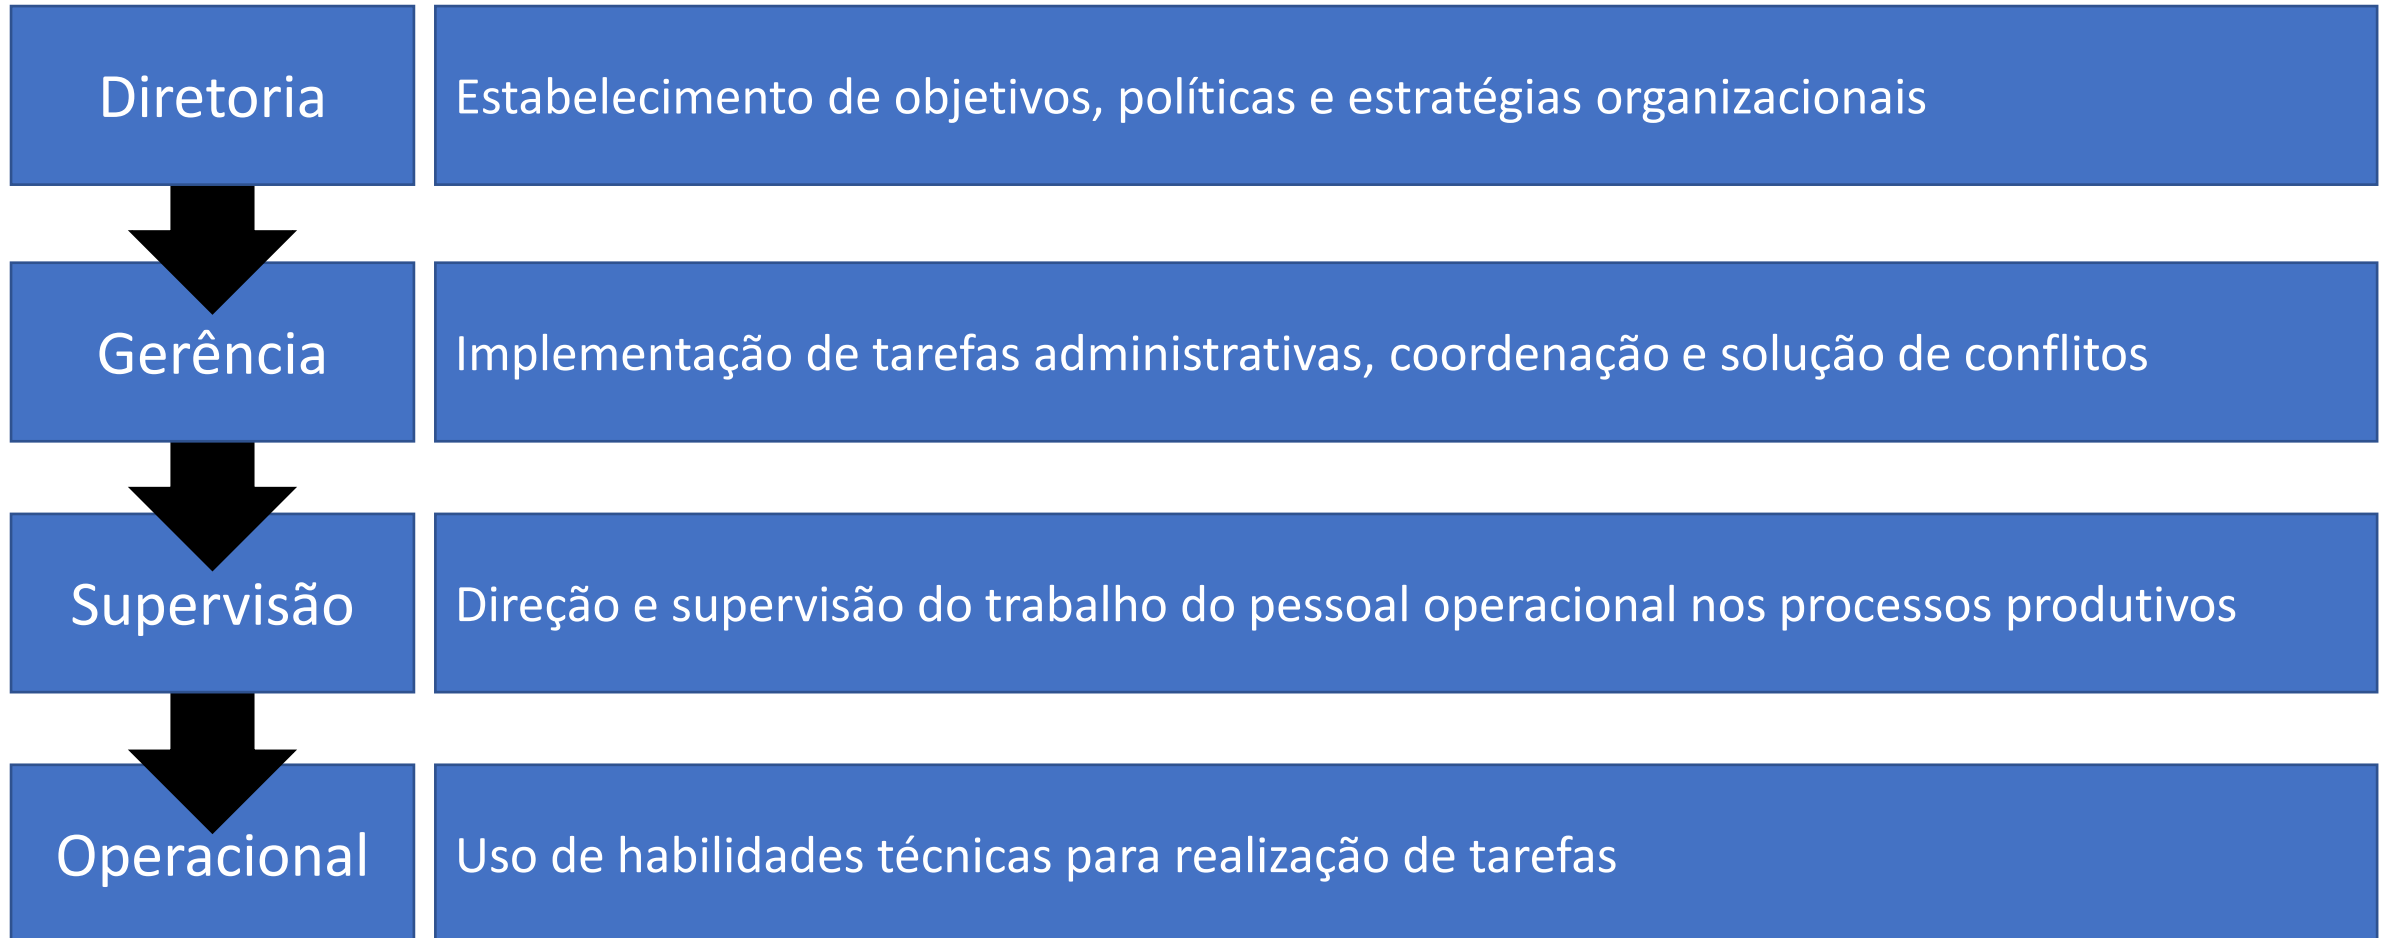 Diretoria
Estabelecimento de objetivos, políticas e estratégias organizacionais
Gerência
Implementação de tarefas administrativas, coordenação e solução de conflitos
Supervisão
Direção e supervisão do trabalho do pessoal operacional nos processos produtivos
Operacional
Uso de habilidades técnicas para realização de tarefas